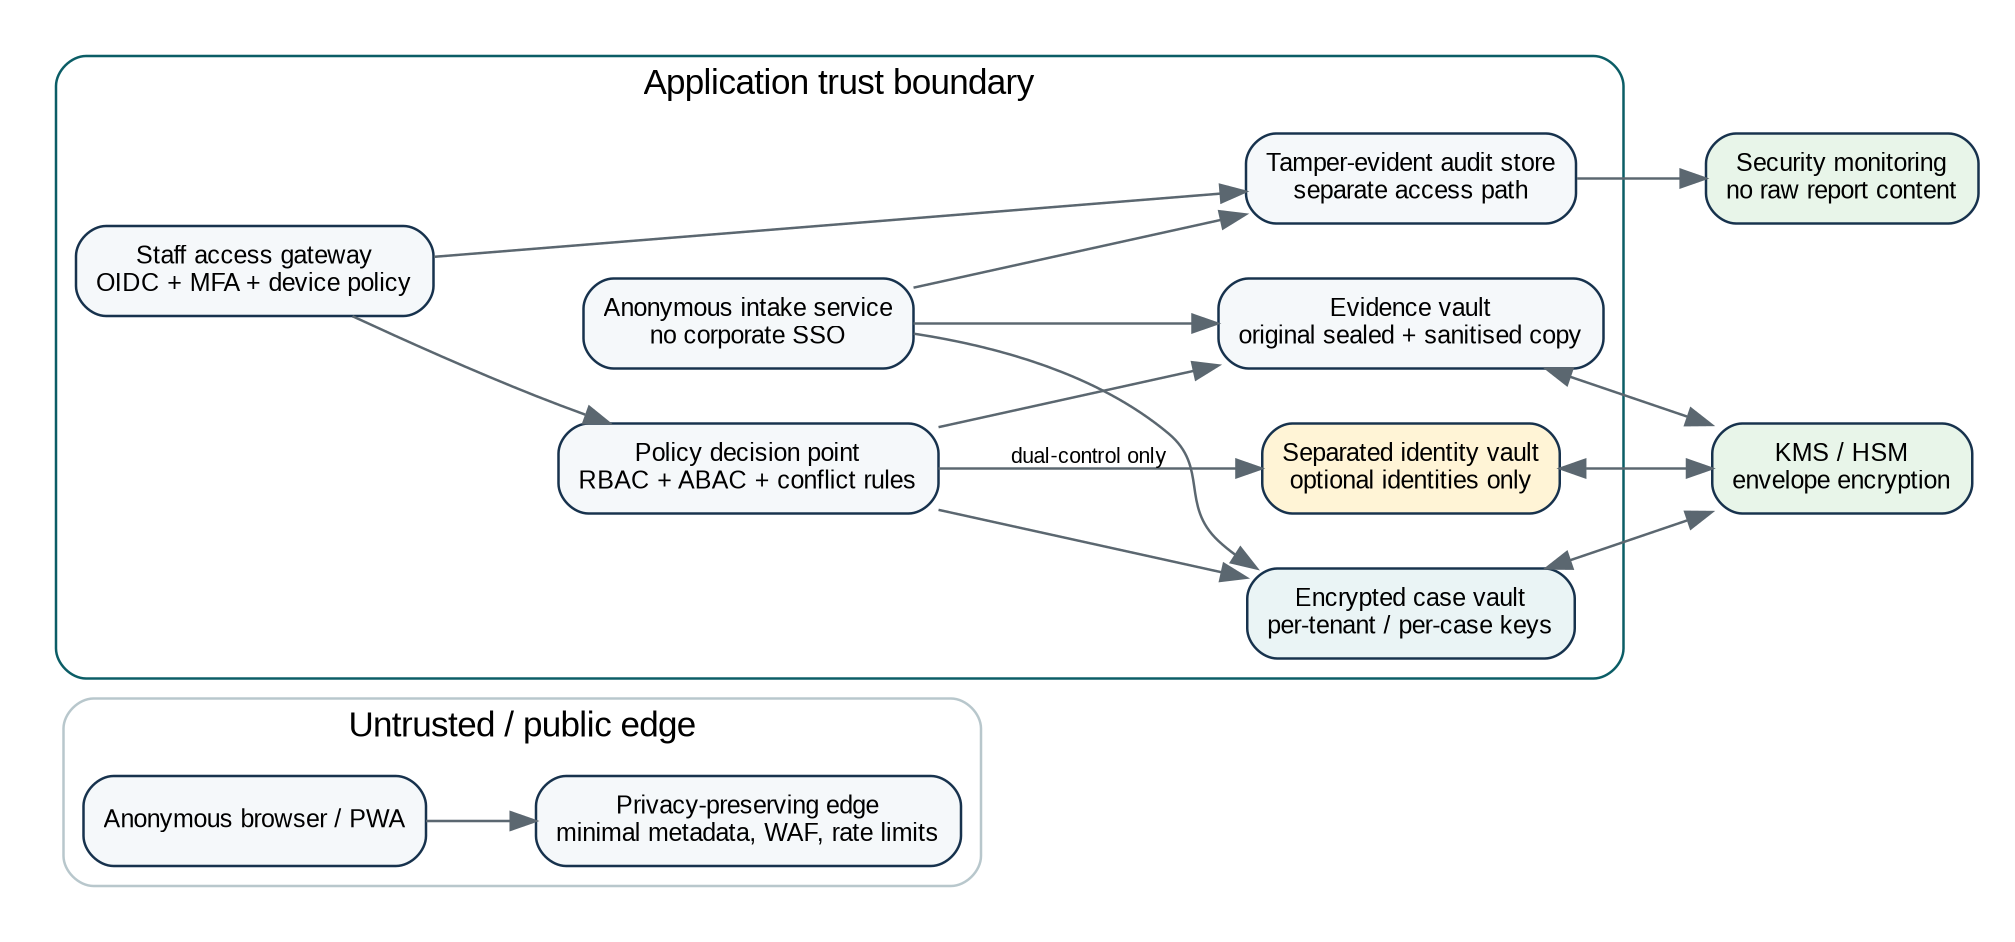 Application trust boundary
Tamper-evident audit store
separate access path
Security monitoring
no raw report content
Staff access gateway
OIDC + MFA + device policy
Anonymous intake service
no corporate SSO
Evidence vault
original sealed + sanitised copy
Policy decision point
RBAC + ABAC + conflict rules
dual-control only
Separated identity vault
optional identities only
KMS / HSM
envelope encryption
Encrypted case vault
per-tenant / per-case keys
Untrusted / public edge
Anonymous browser / PWA
Privacy-preserving edge
minimal metadata, WAF, rate limits